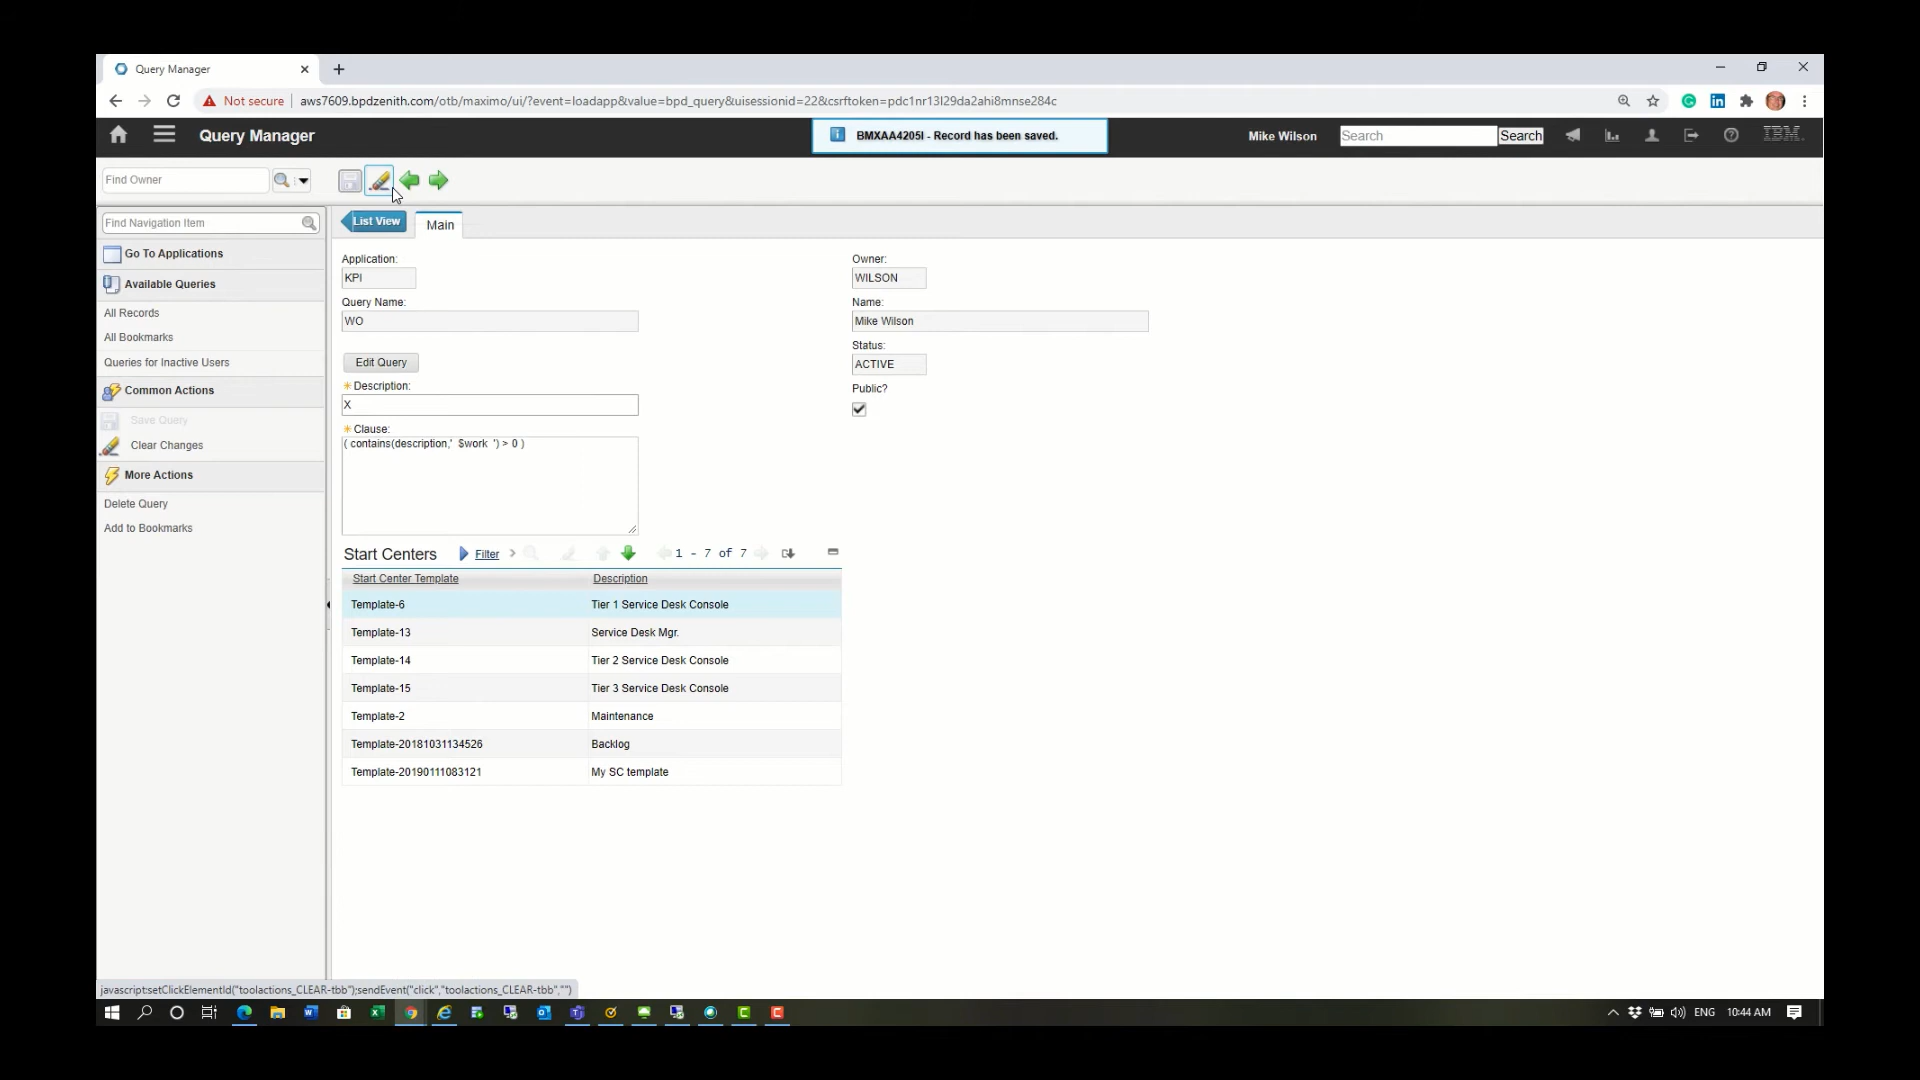 Query Manager
Not secure
aws7609.bpdzenith.com/otb/maximo/ui/?event=loadapp&value=bpd_query&uisessionid=22&csrftoken=pdc1nr13l29da2ahi8mnse284c
Query Manager
BMXAA4205I - Record has been saved.
Mike Wilson
Search
Search
IBM.
Find Owner
Find Navigation Item
Go To Applications
Available Queries
All Records
All Bookmarks
Queries for Inactive Users
Common Actions
Save Query
Clear Changes
More Actions
Delete Query
Add to Bookmarks
List View
Main
Application:
KPI
Query Name:
WO
Edit Query
Description:
X
Clause:
( contains(description,'  $work  ') > 0 )
Owner:
WILSON
Name:
Mike Wilson
Status:
ACTIVE
Public?
Start Centers
Filter
1 - 7 of 7
Start Center Template Description
Template-6 Tier 1 Service Desk Console
Template-13 Service Desk Mgr.
Template-14 Tier 2 Service Desk Console
Template-15 Tier 3 Service Desk Console
Template-2 Maintenance
Template-20181031134526 Backlog
Template-20190111083121 My SC template
javascript:setClickElementId("toolactions_CLEAR-tbb");sendEvent("click","toolactions_CLEAR-tbb","")
ENG
10:44 AM